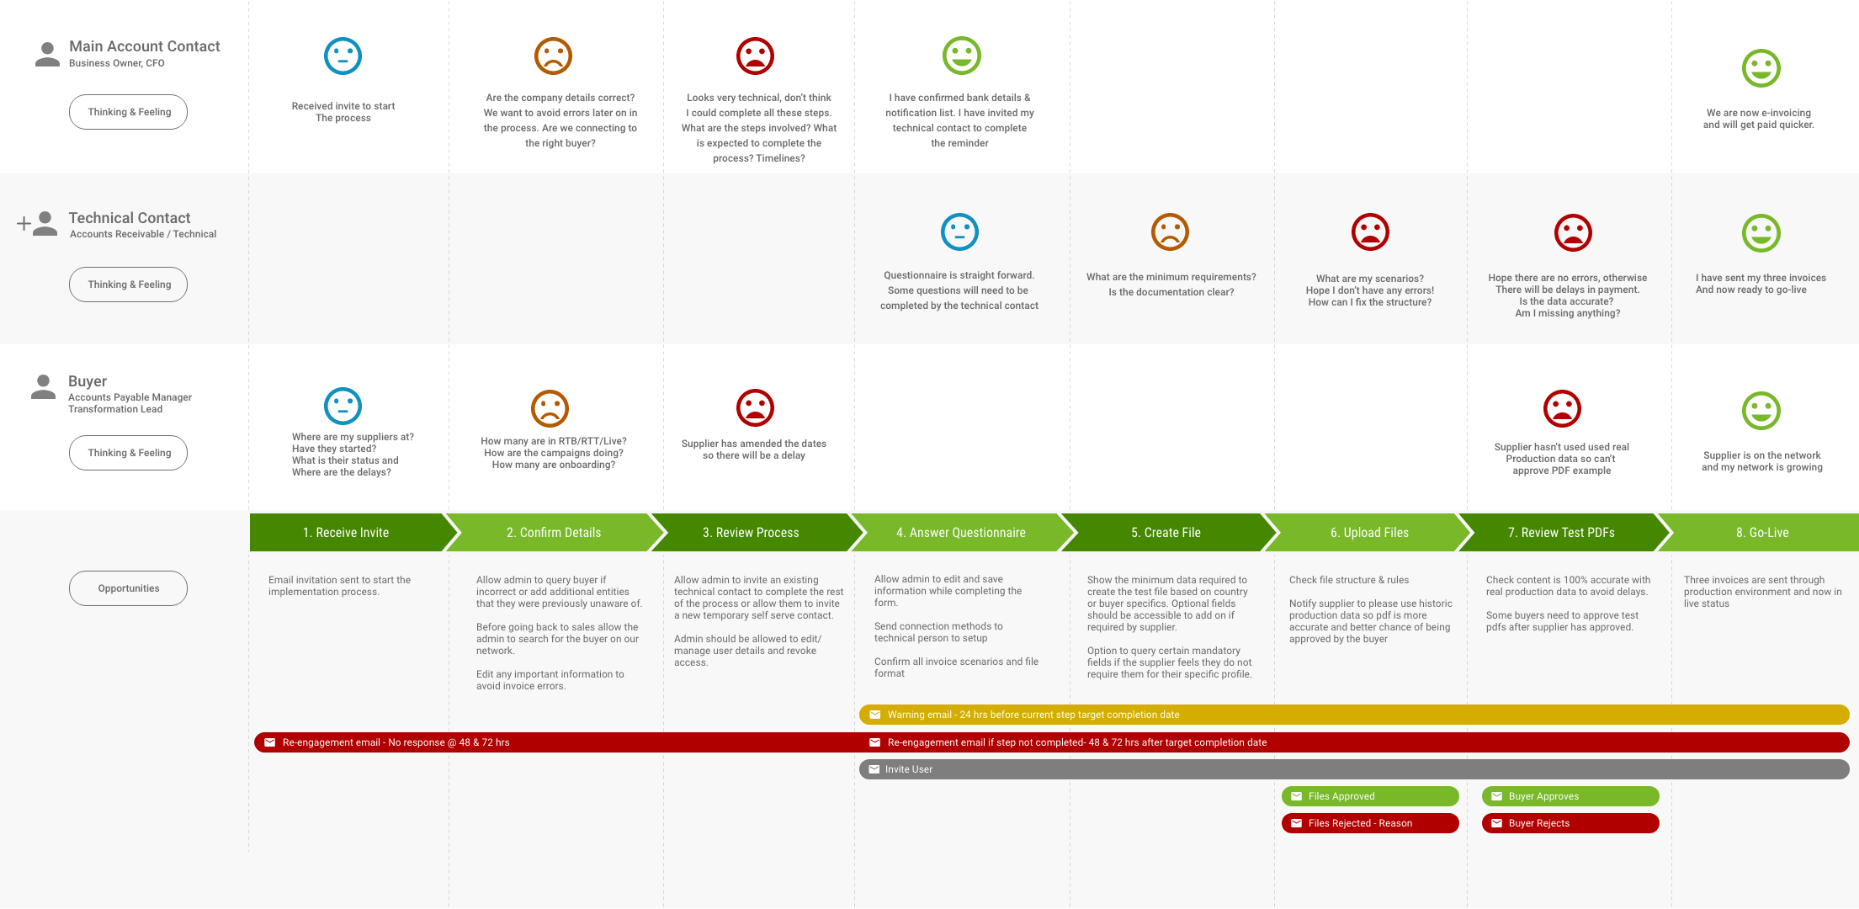 Main Account Contact
Business Owner, CFO
Thinking & Feeling
Received invite to start
The process
Are the company details correct?
We want to avoid errors later on in
the process. Are we connecting to
the right buyer?
Looks very technical, don't think
I could complete all these steps.
What are the steps involved? What
is expected to complete the
process? Timelines?
I have confirmed bank details &
notification list. I have invited my
technical contact to complete
the reminder
We are now e-invoicing
and will get paid quicker.
Technical Contact
Accounts Receivable / Technical
Thinking & Feeling
Questionnaire is straight forward.
Some questions will need to be
completed by the technical contact
What are the minimum requirements?
Is the documentation clear?
What are my scenarios?
Hope I don't have any errors!
How can I fix the structure?
Hope there are no errors, otherwise
There will be delays in payment.
Is the data accurate?
Am I missing anything?
I have sent my three invoices
And now ready to go-live
Buyer
Accounts Payable Manager
Transformation Lead
Thinking & Feeling
Where are my suppliers at?
Have they started?
What is their status and
Where are the delays?
How many are in RTB/RTT/Live?
How are the campaigns doing?
How many are onboarding?
Supplier has amended the dates
so there will be a delay
Supplier hasn't used used real
Production data so can't
approve PDF example
Supplier is on the network
and my network is growing
1. Receive Invite
2. Confirm Details
3. Review Process
4. Answer Questionnaire
5. Create File
6. Upload Files
7. Review Test PDFs
8. Go-Live
Opportunities
Email invitation sent to start the
implementation process.
Allow admin to query buyer if
incorrect or add additional entities
that they were previously unaware of.
Before going back to sales allow the
admin to search for the buyer on our
network.
Edit any important information to
avoid invoice errors.
Allow admin to invite an existing
technical contact to complete the rest
of the process or allow them to invite
a new temporary self serve contact.
Admin should be allowed to edit/
manage user details and revoke
access.
Allow admin to edit and save
information while completing the
form.
Send connection methods to
technical person to setup
Confirm all invoice scenarios and file
format
Show the minimum data required to
create the test file based on country
or buyer specifics. Optional fields
should be accessible to add on if
required by supplier.
Option to query certain mandatory
fields if the supplier feels they do not
require them for their specific profile.
Check file structure & rules
Notify supplier to please use historic
production data so pdf is more
accurate and better chance of being
approved by the buyer
Check content is 100% accurate with
real production data to avoid delays.
Some buyers need to approve test
pdfs after supplier has approved.
Three invoices are sent through
production environment and now in
live status
Warning email - 24 hrs before current step target completion date
Re-engagement email - No response @ 48 & 72 hrs
Re-engagement email if step not completed- 48 & 72 hrs after target completion date
Invite User
Files Approved
Buyer Approves
Files Rejected - Reason
Buyer Rejects